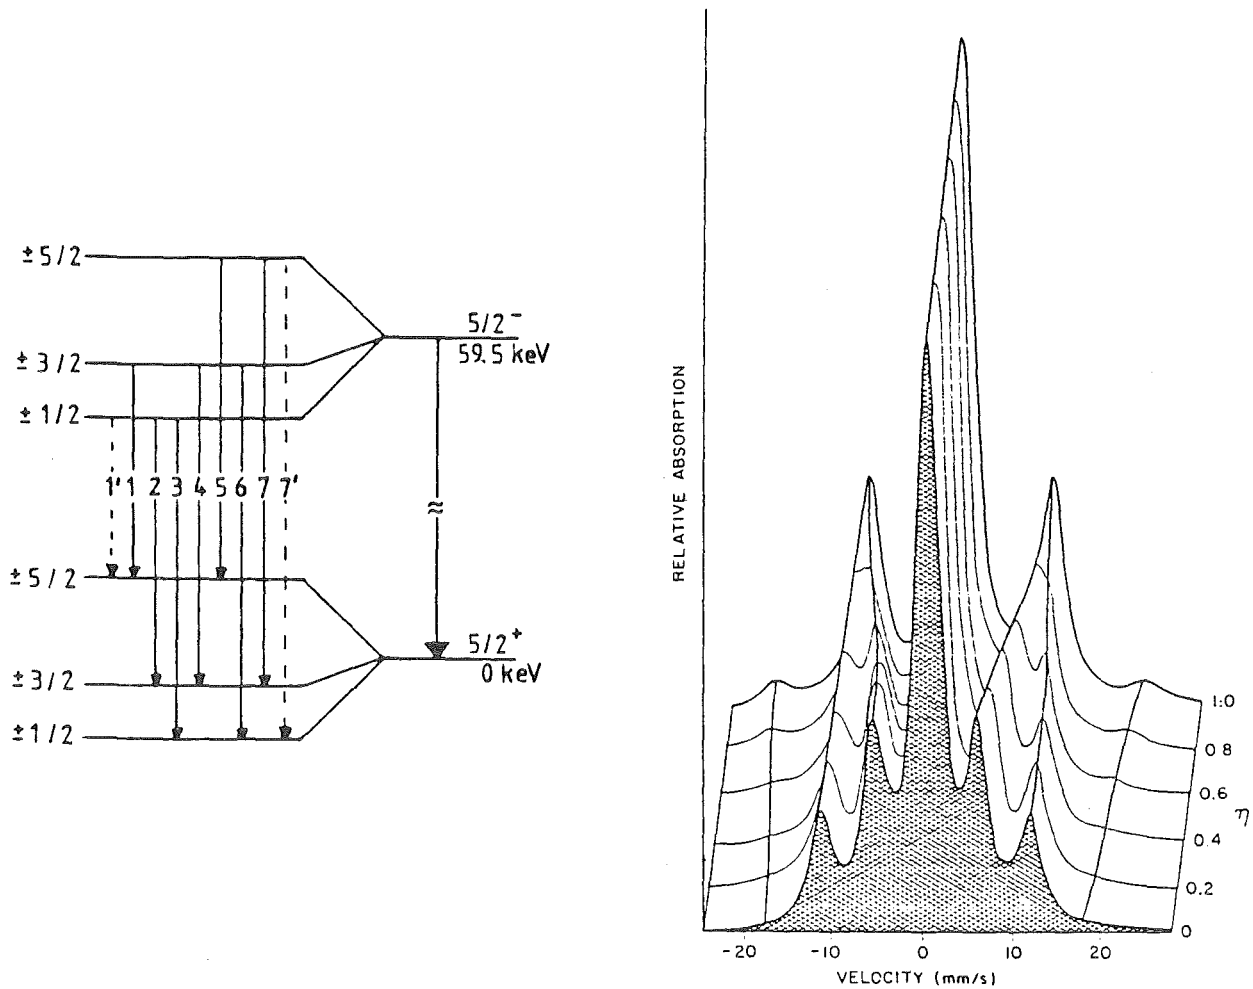 ± 5/2
± 3/2
± 1/2
5/2⁻
59.5 keV
1' 1 2 3 4 5 6 7 7'
≈
± 5/2
± 3/2
± 1/2
5/2⁺
0 keV
RELATIVE ABSORPTION
1.0
0.8
0.6
η
0.4
0.2
0
-20 -10 0 10 20
VELOCITY (mm/s)